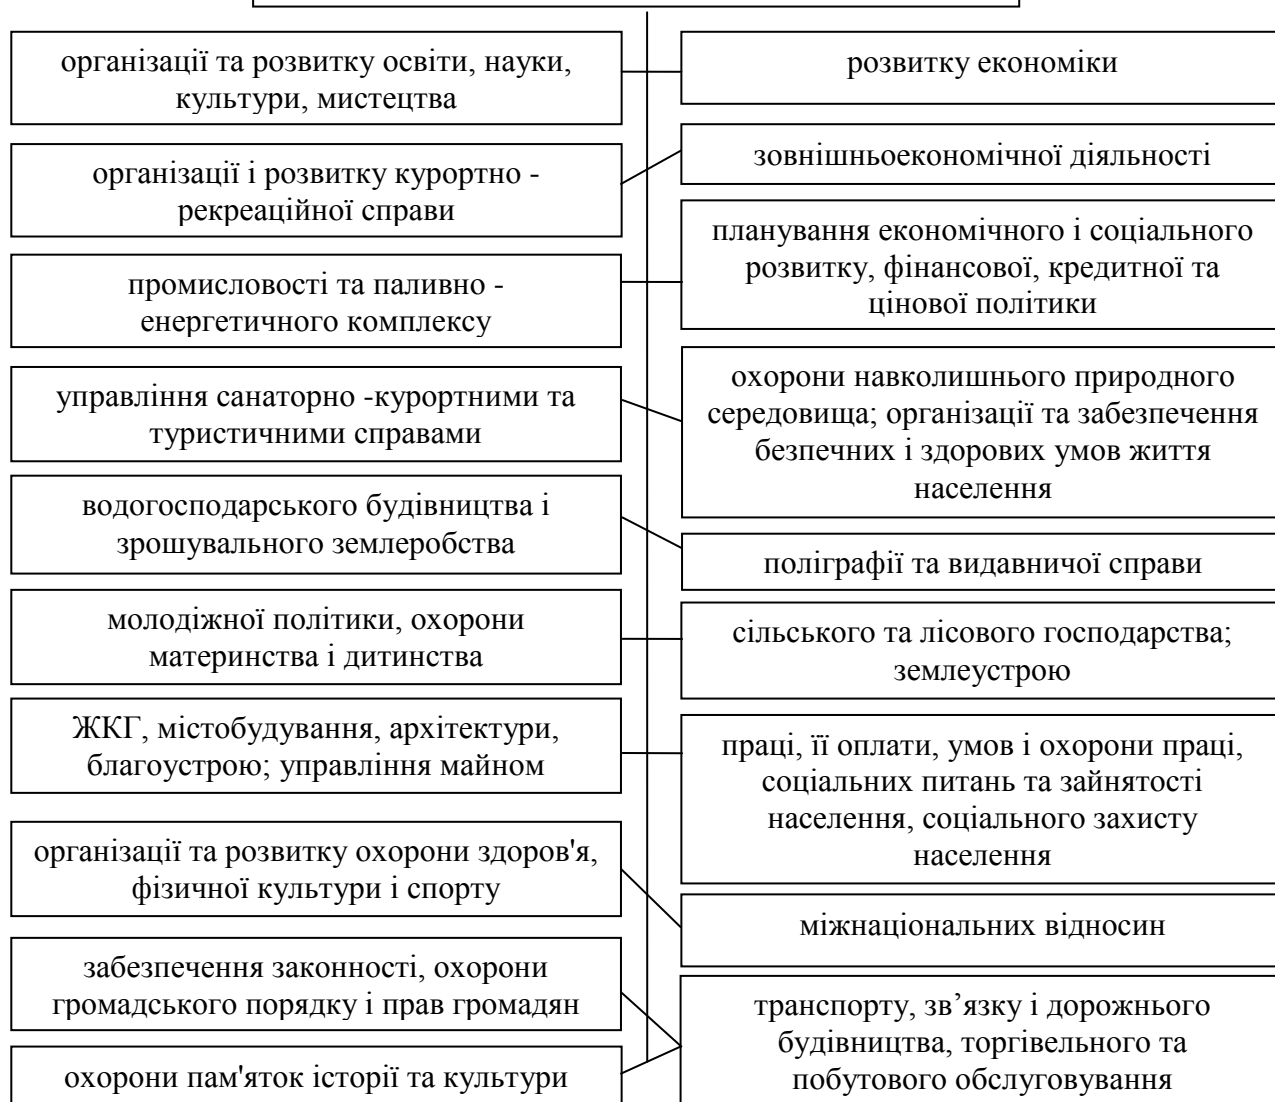 організації та розвитку освіти, науки,
культури, мистецтва
розвитку економіки
організації і розвитку курортно -
рекреаційної справи
зовнішньоекономічної діяльності
промисловості та паливно -
енергетичного комплексу
планування економічного і соціального
розвитку, фінансової, кредитної та
цінової політики
управління санаторно -курортними та
туристичними справами
охорони навколишнього природного
середовища; організації та забезпечення
безпечних і здорових умов життя
населення
водогосподарського будівництва і
зрошувального землеробства
поліграфії та видавничої справи
молодіжної політики, охорони
материнства і дитинства
сільського та лісового господарства;
землеустрою
ЖКГ, містобудування, архітектури,
благоустрою; управління майном
праці, її оплати, умов і охорони праці,
соціальних питань та зайнятості
населення, соціального захисту
населення
організації та розвитку охорони здоров'я,
фізичної культури і спорту
міжнаціональних відносин
забезпечення законності, охорони
громадського порядку і прав громадян
транспорту, зв’язку і дорожнього
будівництва, торгівельного та
побутового обслуговування
охорони пам'яток історії та культури